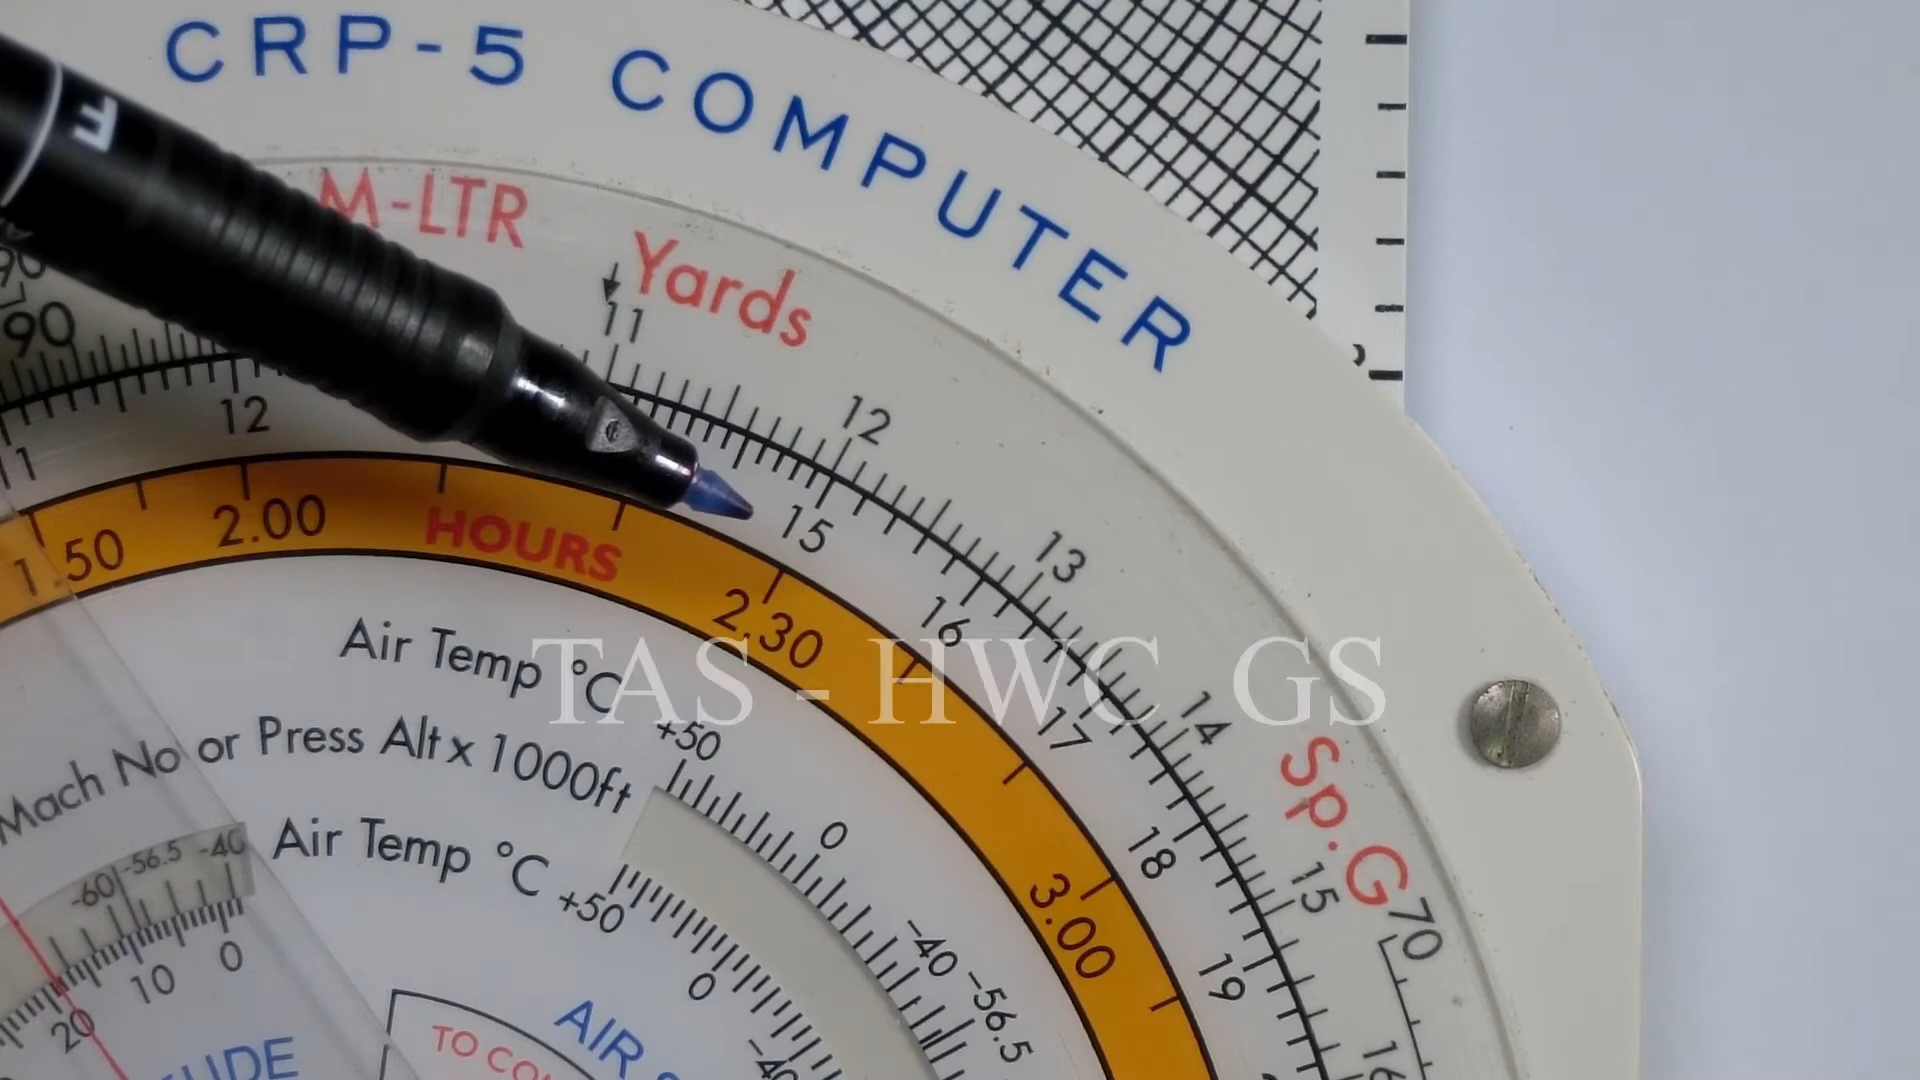 CRP-5 COMPUTER
M-LTR
Yards
90
90
11
12
13
14
15
16
70
Sp.G
11
12
15
16
17
18
19
1.50
2.00
HOURS
2.30
3.00
Air Temp °C
+50
0
-40
-56.5
Mach No or Press Alt x 1000ft
Air Temp °C
+50
0
-40
-60
-56.5
-40
20
10
0
TAS - HWC GS
AIR
TO
F